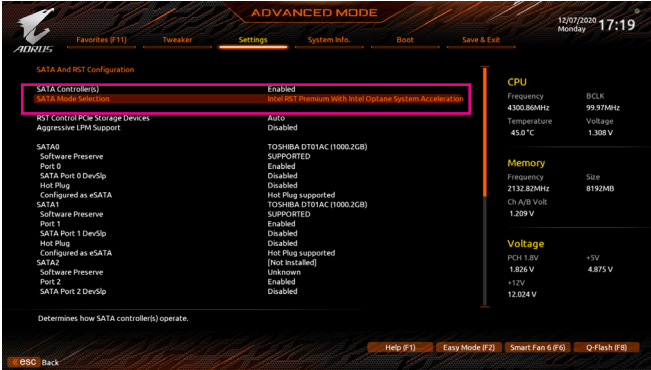 ADVANCED MODE
12/07/2020
Monday 17:19
AORUS
Favorites (F11) Tweaker Settings System Info. Boot Save & Exit
SATA And RST Configuration
SATA Controller(s) Enabled
SATA Mode Selection Intel RST Premium With Intel Optane System Acceleration
RST Control PCIe Storage Devices Auto
Aggressive LPM Support Disabled
SATA0 TOSHIBA DT01AC (1000.2GB)
Software Preserve SUPPORTED
Port 0 Enabled
SATA Port 0 DevSlp Disabled
Hot Plug Disabled
Configured as eSATA Hot Plug supported
SATA1 TOSHIBA DT01AC (1000.2GB)
Software Preserve SUPPORTED
Port 1 Enabled
SATA Port 1 DevSlp Disabled
Hot Plug Disabled
Configured as eSATA Hot Plug supported
SATA2 [Not Installed]
Software Preserve Unknown
Port 2 Enabled
SATA Port 2 DevSlp Disabled
CPU
Frequency BCLK
4300.86MHz 99.97MHz
Temperature Voltage
45.0 °C 1.308 V
Memory
Frequency Size
2132.82MHz 8192MB
Ch A/B Volt
1.209 V
Voltage
PCH 1.8V +5V
1.826 V 4.875 V
+12V
12.024 V
Determines how SATA controller(s) operate.
Help (F1) Easy Mode (F2) Smart Fan 6 (F6) Q-Flash (F8)
esc Back